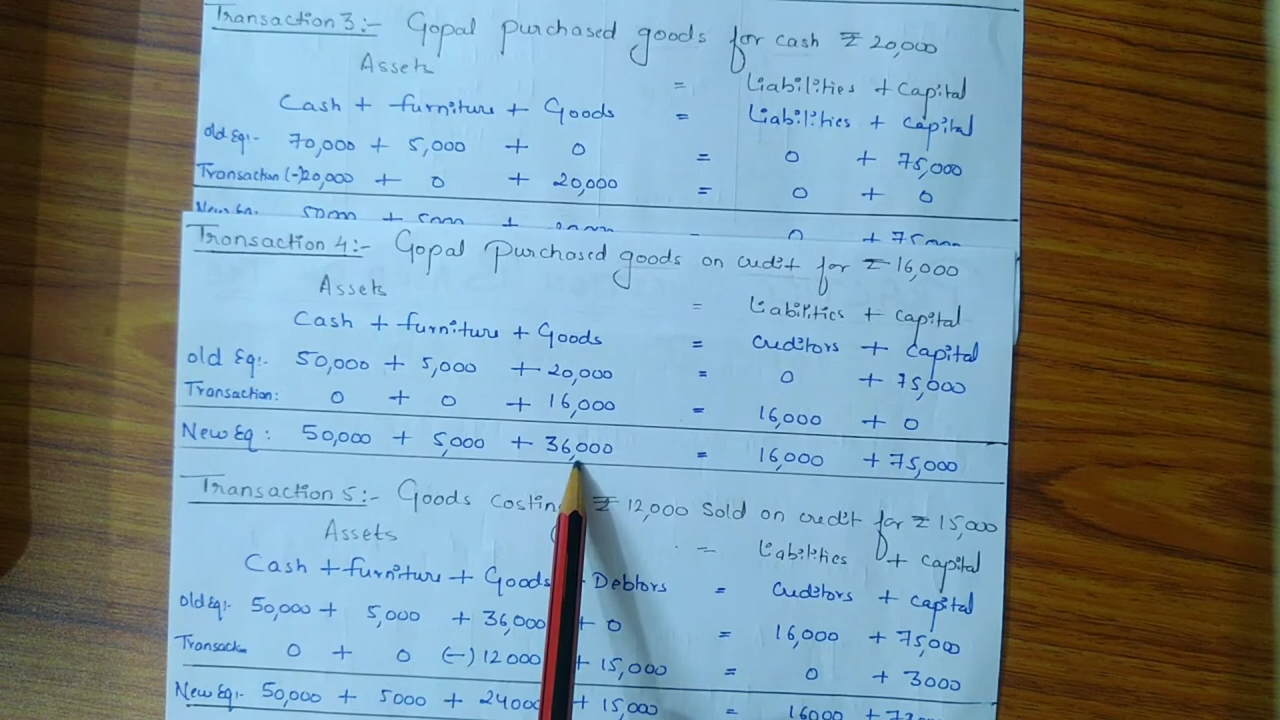 Transaction 3:- Gopal purchased goods for cash ₹ 20,000
Assets = Liabilities + Capital
Cash + furniture + Goods = Liabilities + capital
old Eq:- 70,000 + 5,000 + 0 = 0 + 75,000
Transaction (-)20,000 + 0 + 20,000 = 0 + 0
Transaction 4:- Gopal Purchased goods on credit for ₹ 16,000
Assets = Liabilities + capital
Cash + furniture + Goods = creditors + capital
old Eq:- 50,000 + 5,000 + 20,000 = 0 + 75,000
Transaction: 0 + 0 + 16,000 = 16,000 + 0
New Eq: 50,000 + 5,000 + 36,000 = 16,000 + 75,000
Transaction 5:- Goods ₹ 12,000 Sold on credit for ₹ 15,000
Assets = Liabilities + capital
Cash + furniture + Goods + Debtors = creditors + capital
old Eq:- 50,000 + 5,000 + 36,000 + 0 = 16,000 + 75,000
0 + 0 (-) 12000 + 15,000 = 0 + 3000
New Eq:- 50,000 + 5000 + 24000 + 15,000 = 16000 +